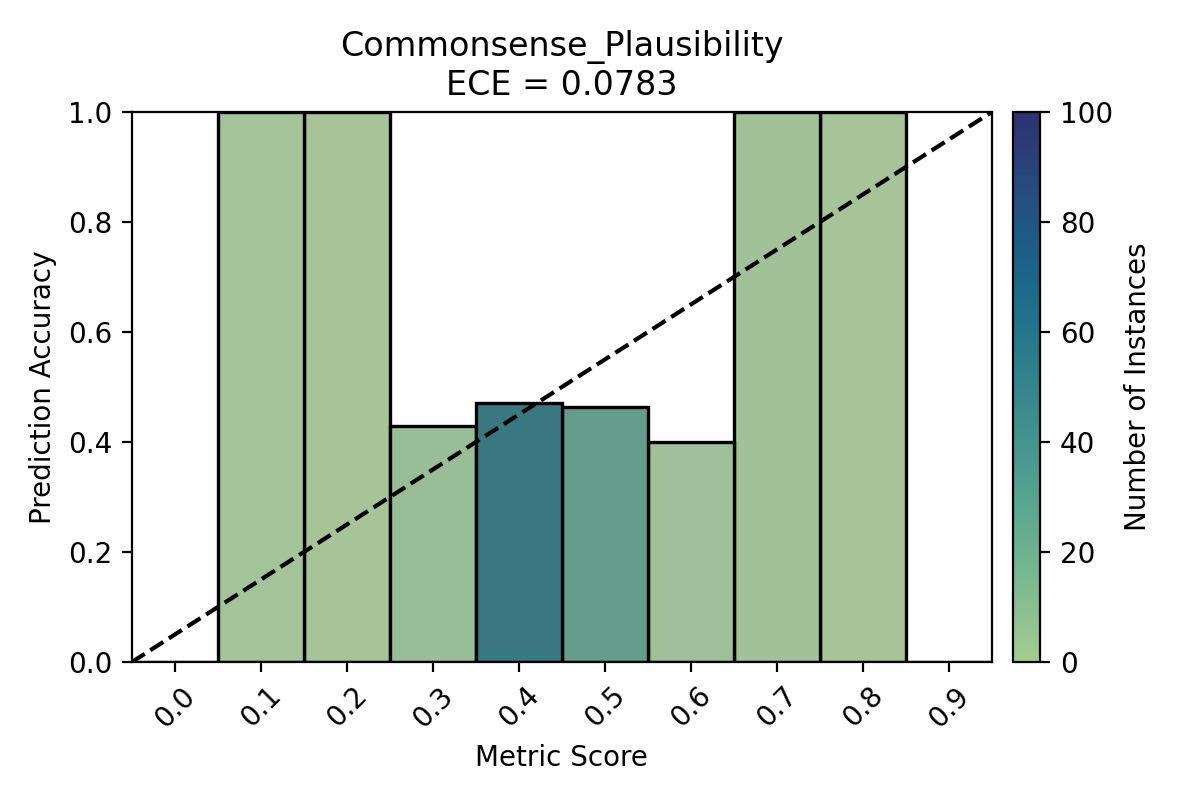 Commonsense_Plausibility
ECE = 0.0783
Prediction Accuracy
1.0
0.8
0.6
0.4
0.2
0.0
0.0 0.1 0.2 0.3 0.4 0.5 0.6 0.7 0.8 0.9
Metric Score
100
80
60
40
20
0
Number of Instances